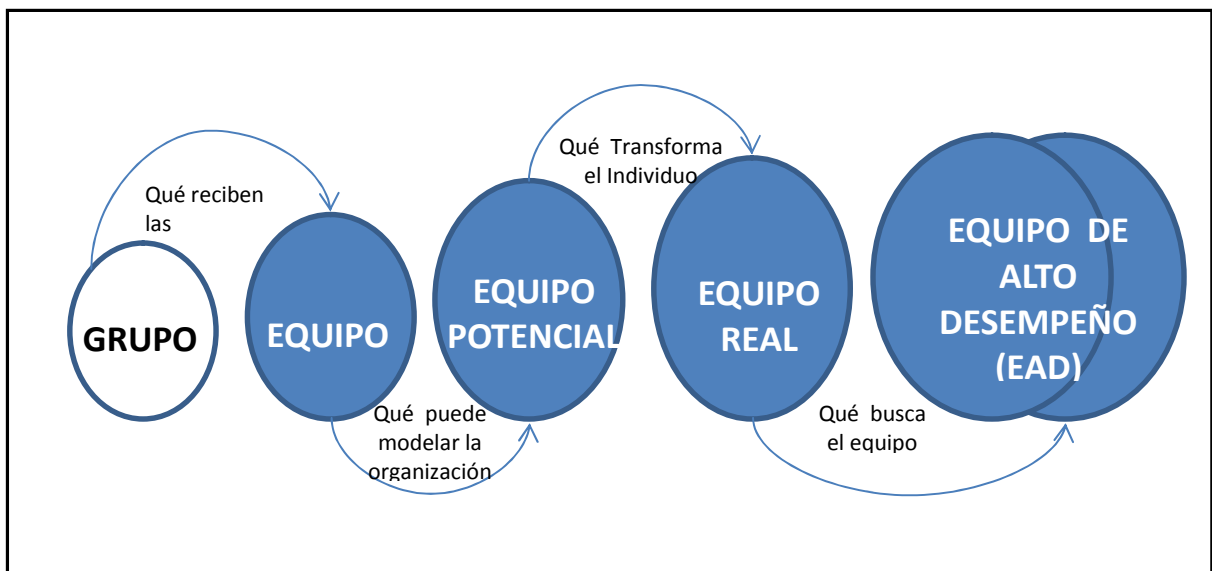 Qué reciben
las
GRUPO
EQUIPO
Qué puede
modelar la
organización
EQUIPO
POTENCIAL
Qué Transforma
el Individuo
EQUIPO
REAL
Qué busca
el equipo
EQUIPO DE
ALTO
DESEMPEÑO
(EAD)